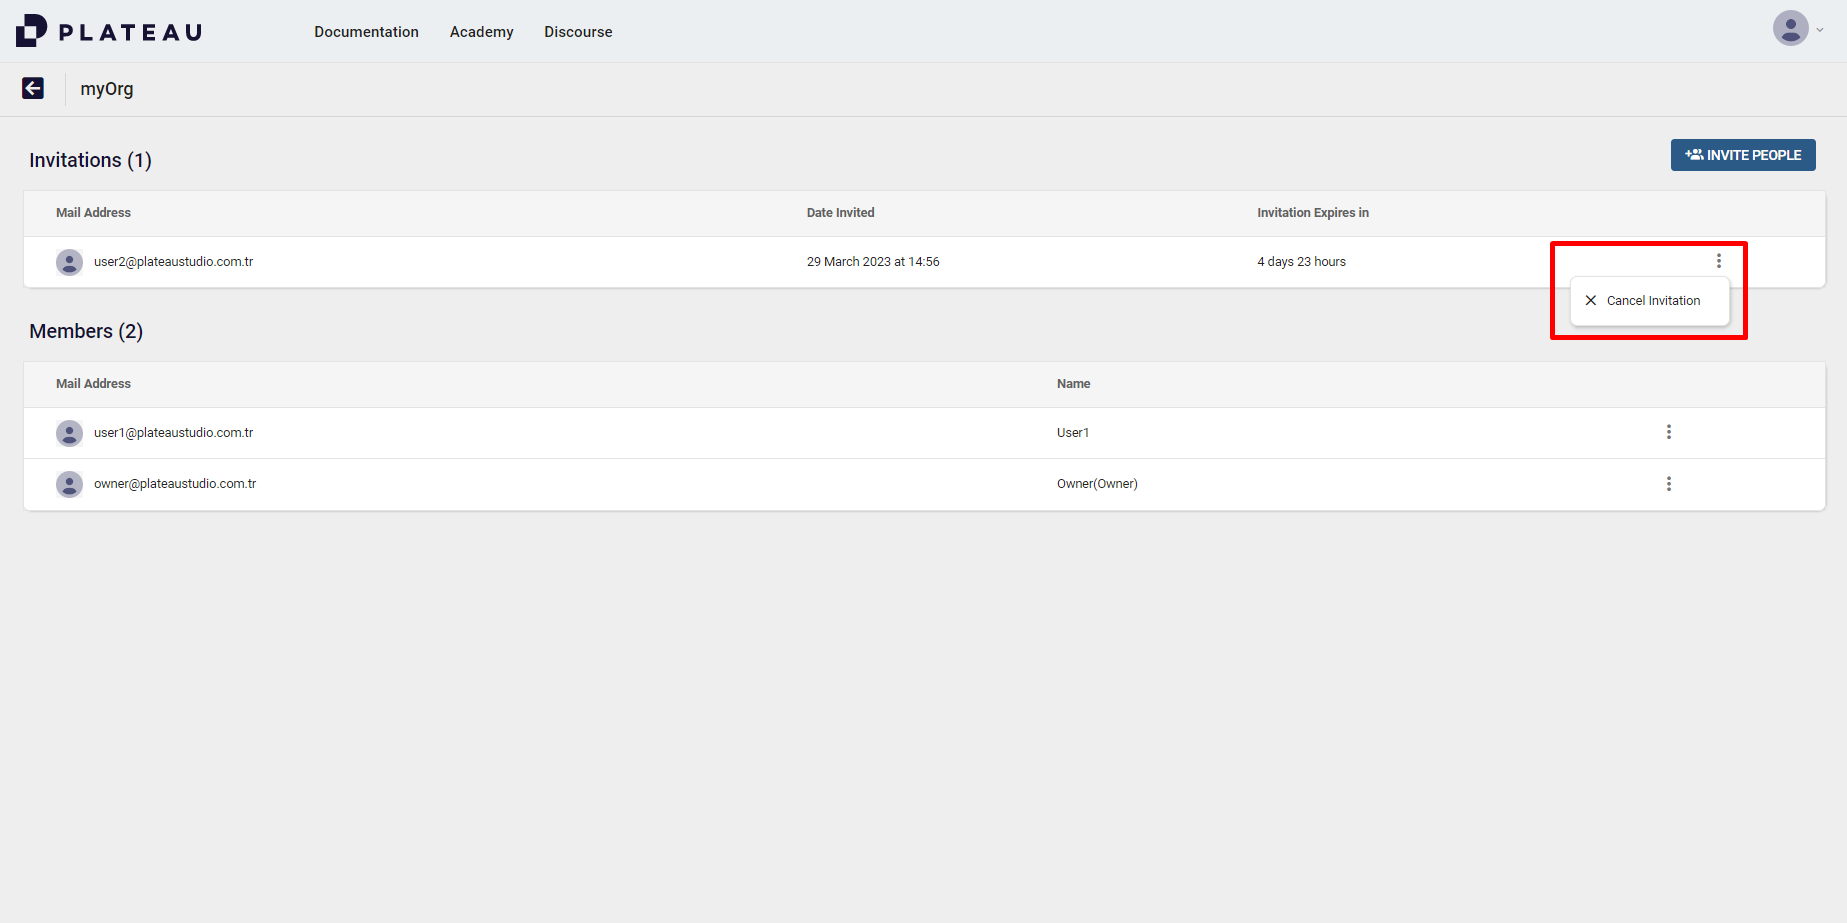 PLATEAU
Documentation Academy Discourse
myOrg
Invitations (1)
INVITE PEOPLE
Mail Address Date Invited Invitation Expires in
user2@plateaustudio.com.tr 29 March 2023 at 14:56 4 days 23 hours
Cancel Invitation
Members (2)
Mail Address Name
user1@plateaustudio.com.tr User1
owner@plateaustudio.com.tr Owner(Owner)